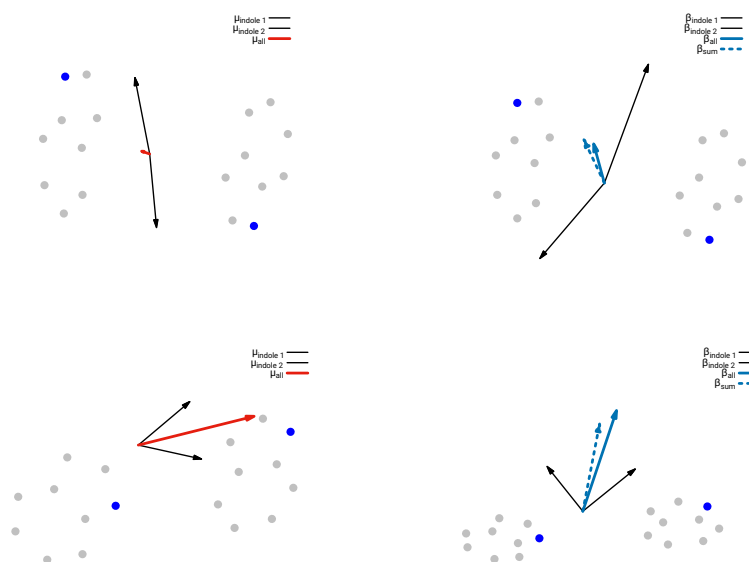 μindole 1
μindole 2
μall
βindole 1
βindole 2
βall
βsum
μindole 1
μindole 2
μall
βindole 1
βindole 2
βall
βsum